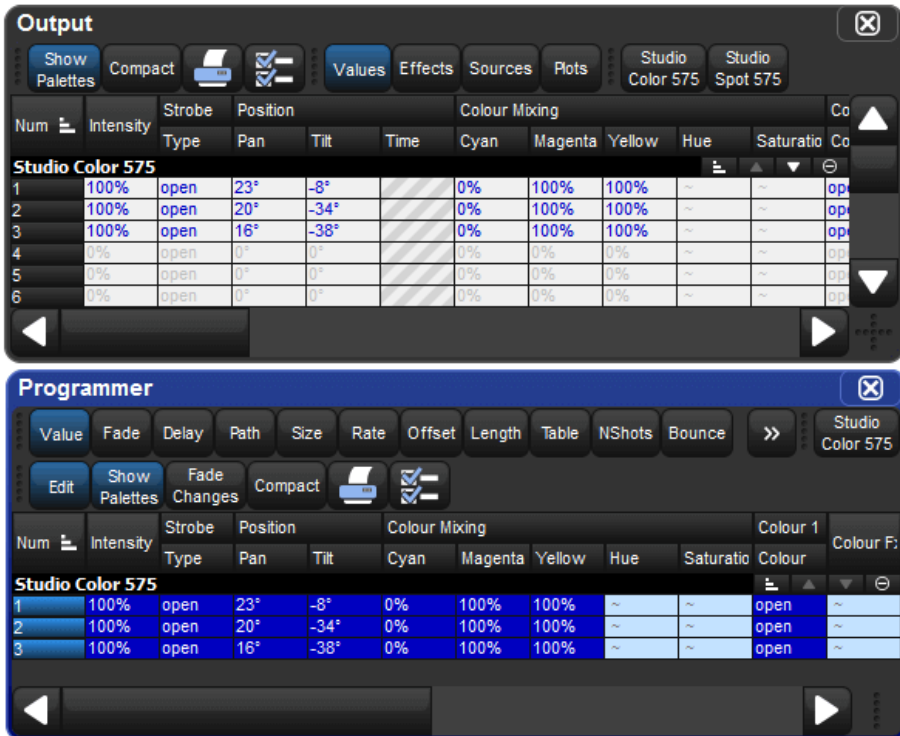 Output
Show Palettes Compact Values Effects Sources Plots Studio Color 575 Studio Spot 575
Num Intensity Strobe Position Colour Mixing Co
Type Pan Tilt Time Cyan Magenta Yellow Hue Saturatio Co
Studio Color 575
1 100% open 23° -8° 0% 100% 100% ~ ~ ope
2 100% open 20° -34° 0% 100% 100% ~ ~ ope
3 100% open 16° -38° 0% 100% 100% ~ ~ ope
4 0% open 0° 0° 0% 0% 0% ~ ~ ope
5 0% open 0° 0° 0% 0% 0% ~ ~ ope
6 0% open 0° 0° 0% 0% 0% ~ ~ ope
Programmer
Value Fade Delay Path Size Rate Offset Length Table NShots Bounce » Studio Color 575
Edit Show Palettes Fade Changes Compact
Num Intensity Strobe Position Colour Mixing Colour 1 Colour F
Type Pan Tilt Cyan Magenta Yellow Hue Saturatio Colour
Studio Color 575
1 100% open 23° -8° 0% 100% 100% ~ ~ open ~
2 100% open 20° -34° 0% 100% 100% ~ ~ open ~
3 100% open 16° -38° 0% 100% 100% ~ ~ open ~